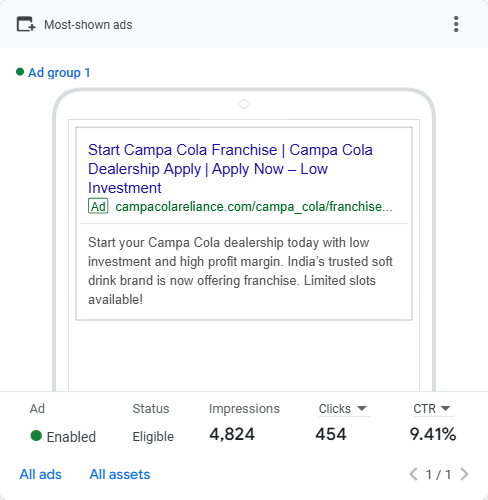 Most-shown ads
Ad group 1
Start Campa Cola Franchise | Campa Cola
Dealership Apply | Apply Now – Low
Investment
Ad campacolareliance.com/campa_cola/franchise...
Start your Campa Cola dealership today with low
investment and high profit margin. India's trusted soft
drink brand is now offering franchise. Limited slots
available!
Ad Status Impressions Clicks CTR
Enabled Eligible 4,824 454 9.41%
All ads All assets 1 / 1